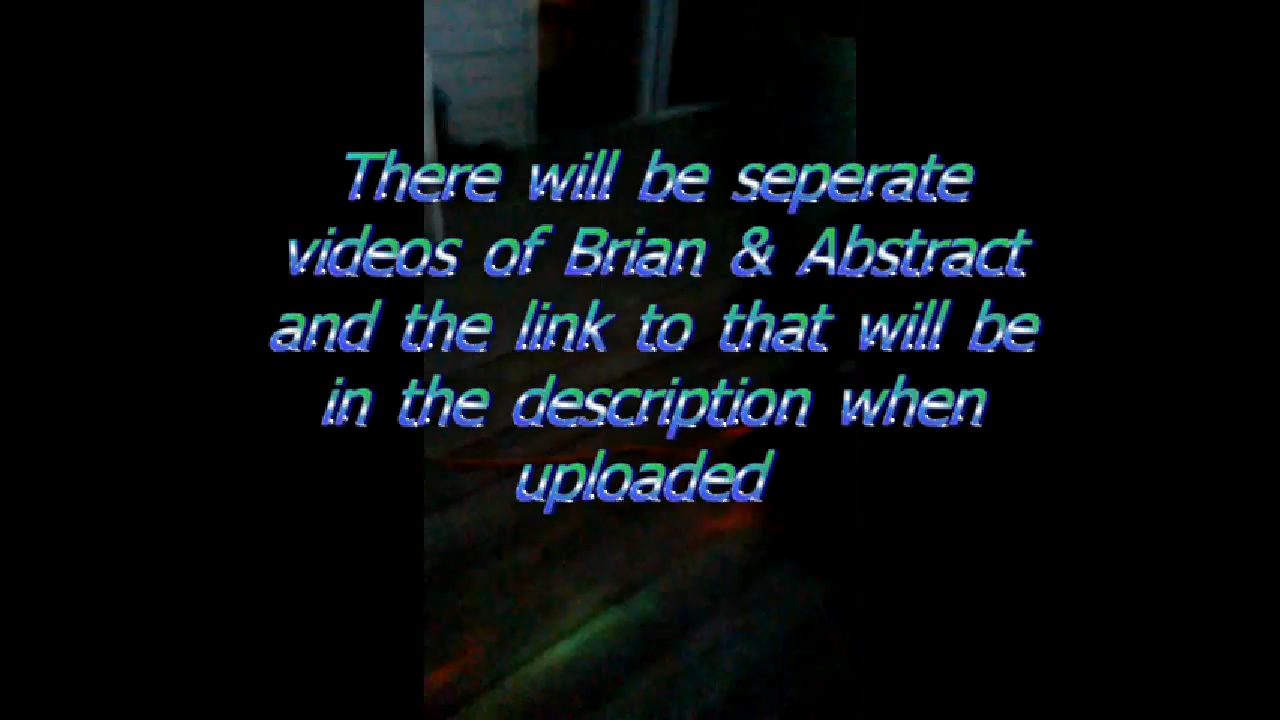 There will be seperate
videos of Brian & Abstract
and the link to that will be
in the description when
uploaded